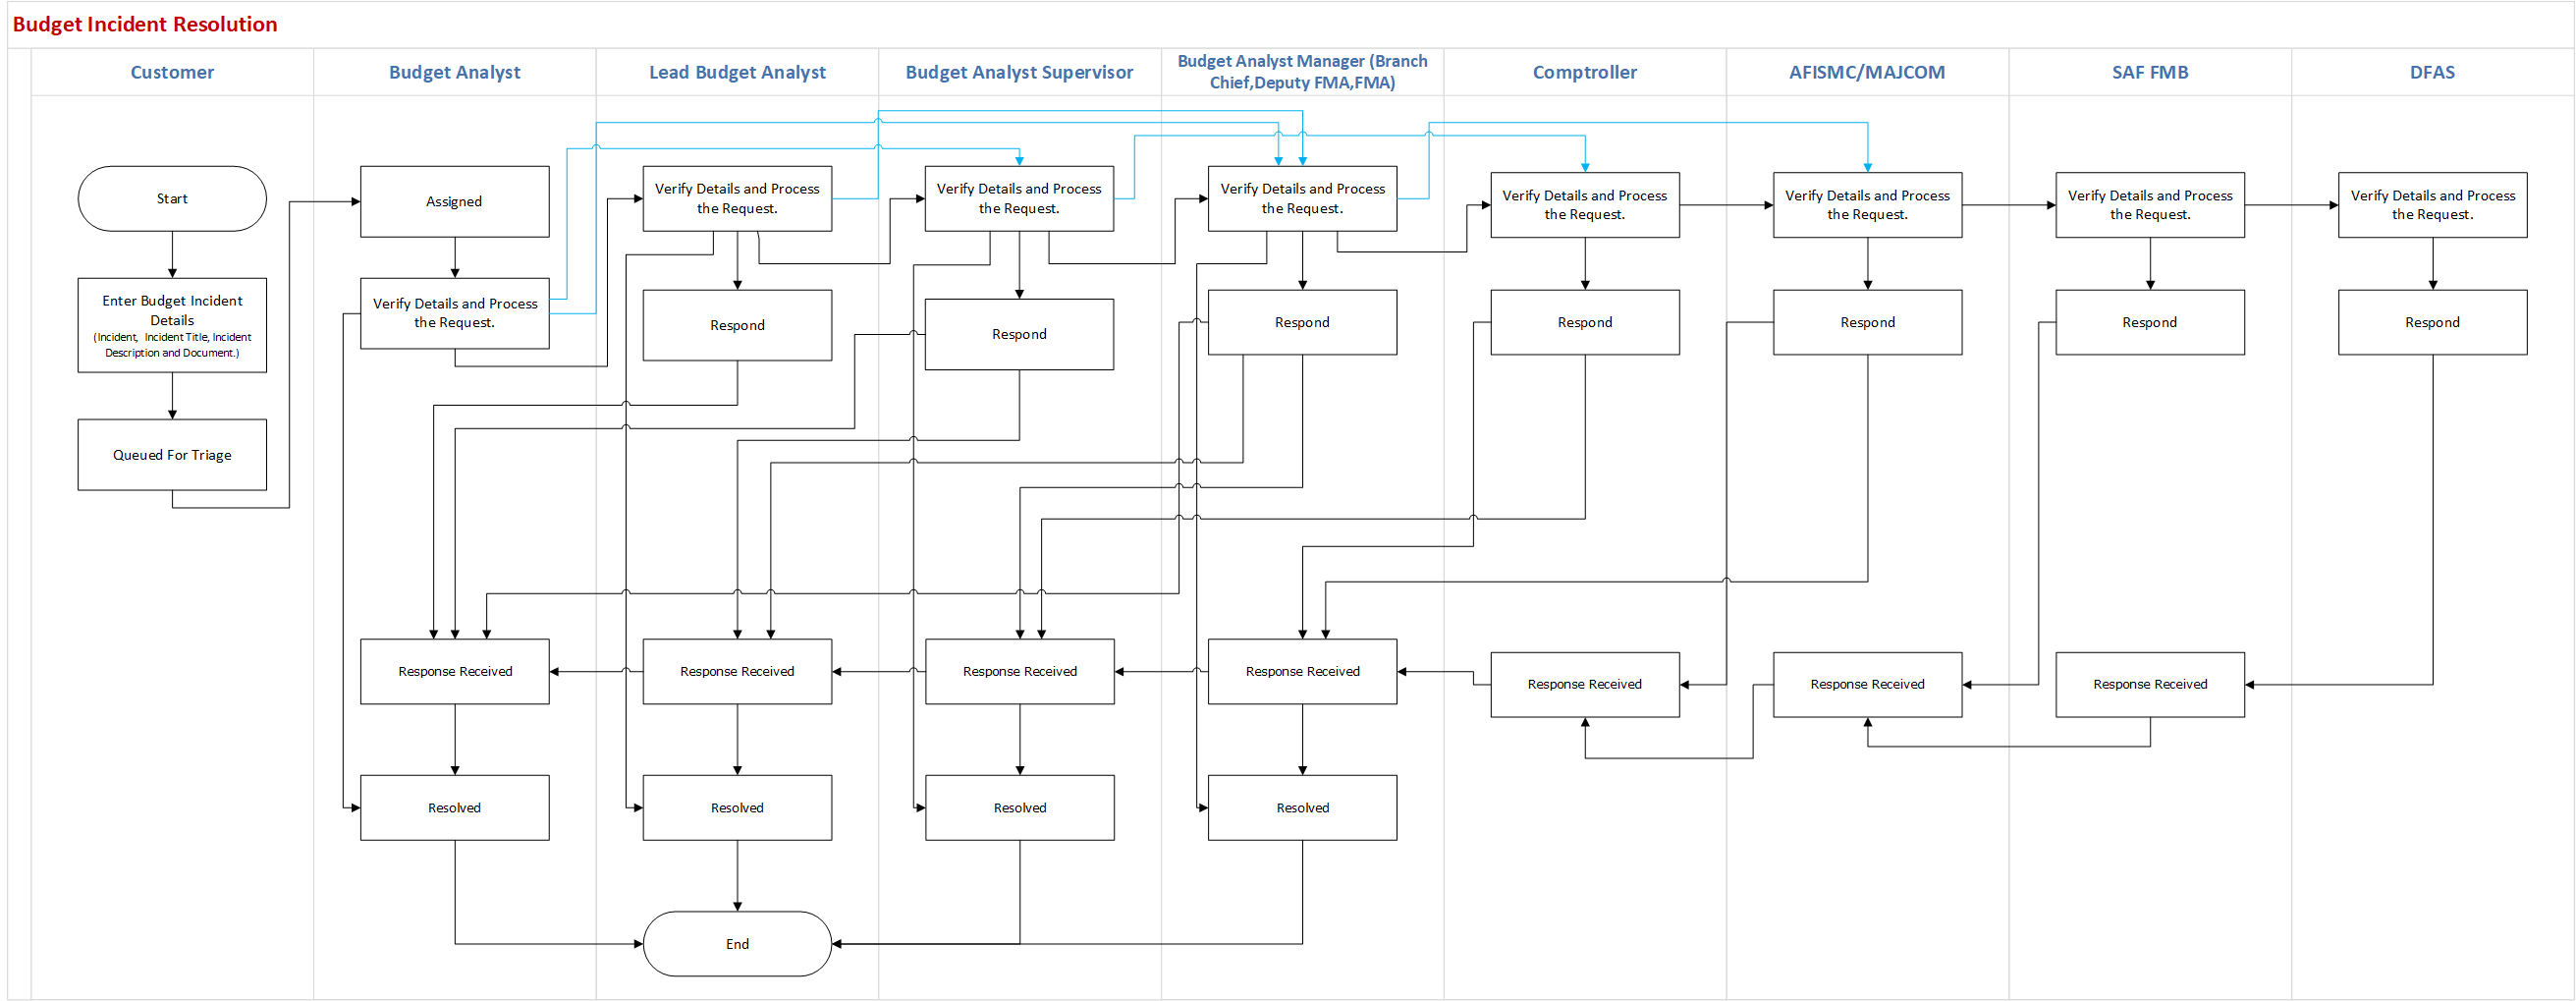 Budget Incident Resolution
Customer
Budget Analyst
Lead Budget Analyst
Budget Analyst Supervisor
Budget Analyst Manager (Branch
Chief,Deputy FMA,FMA)
Comptroller
AFISMC/MAJCOM
SAF FMB
DFAS
Start
Enter Budget Incident
Details
(Incident, Incident Title, Incident
Description and Document.)
Queued For Triage
Assigned
Verify Details and Process
the Request.
Response Received
Resolved
Verify Details and Process
the Request.
Respond
Response Received
Resolved
End
Verify Details and Process
the Request.
Respond
Response Received
Resolved
Verify Details and Process
the Request.
Respond
Response Received
Resolved
Verify Details and Process
the Request.
Respond
Response Received
Verify Details and Process
the Request.
Respond
Response Received
Verify Details and Process
the Request.
Respond
Response Received
Verify Details and Process
the Request.
Respond